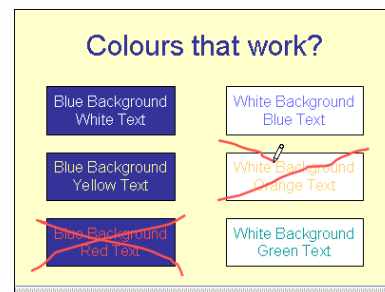 Colours that work?
Blue Background
White Text
White Background
Blue Text
Blue Background
Yellow Text
White Background
Orange Text
Blue Background
Red Text
White Background
Green Text